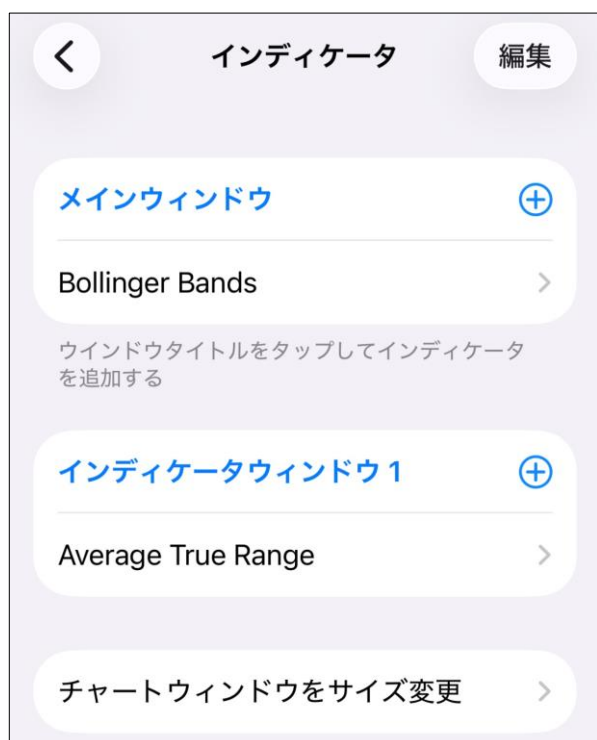 インディケータ
編集
メインウィンドウ
Bollinger Bands
ウインドウタイトルをタップしてインディケータ
を追加する
インディケータウィンドウ 1
Average True Range
チャートウィンドウをサイズ変更